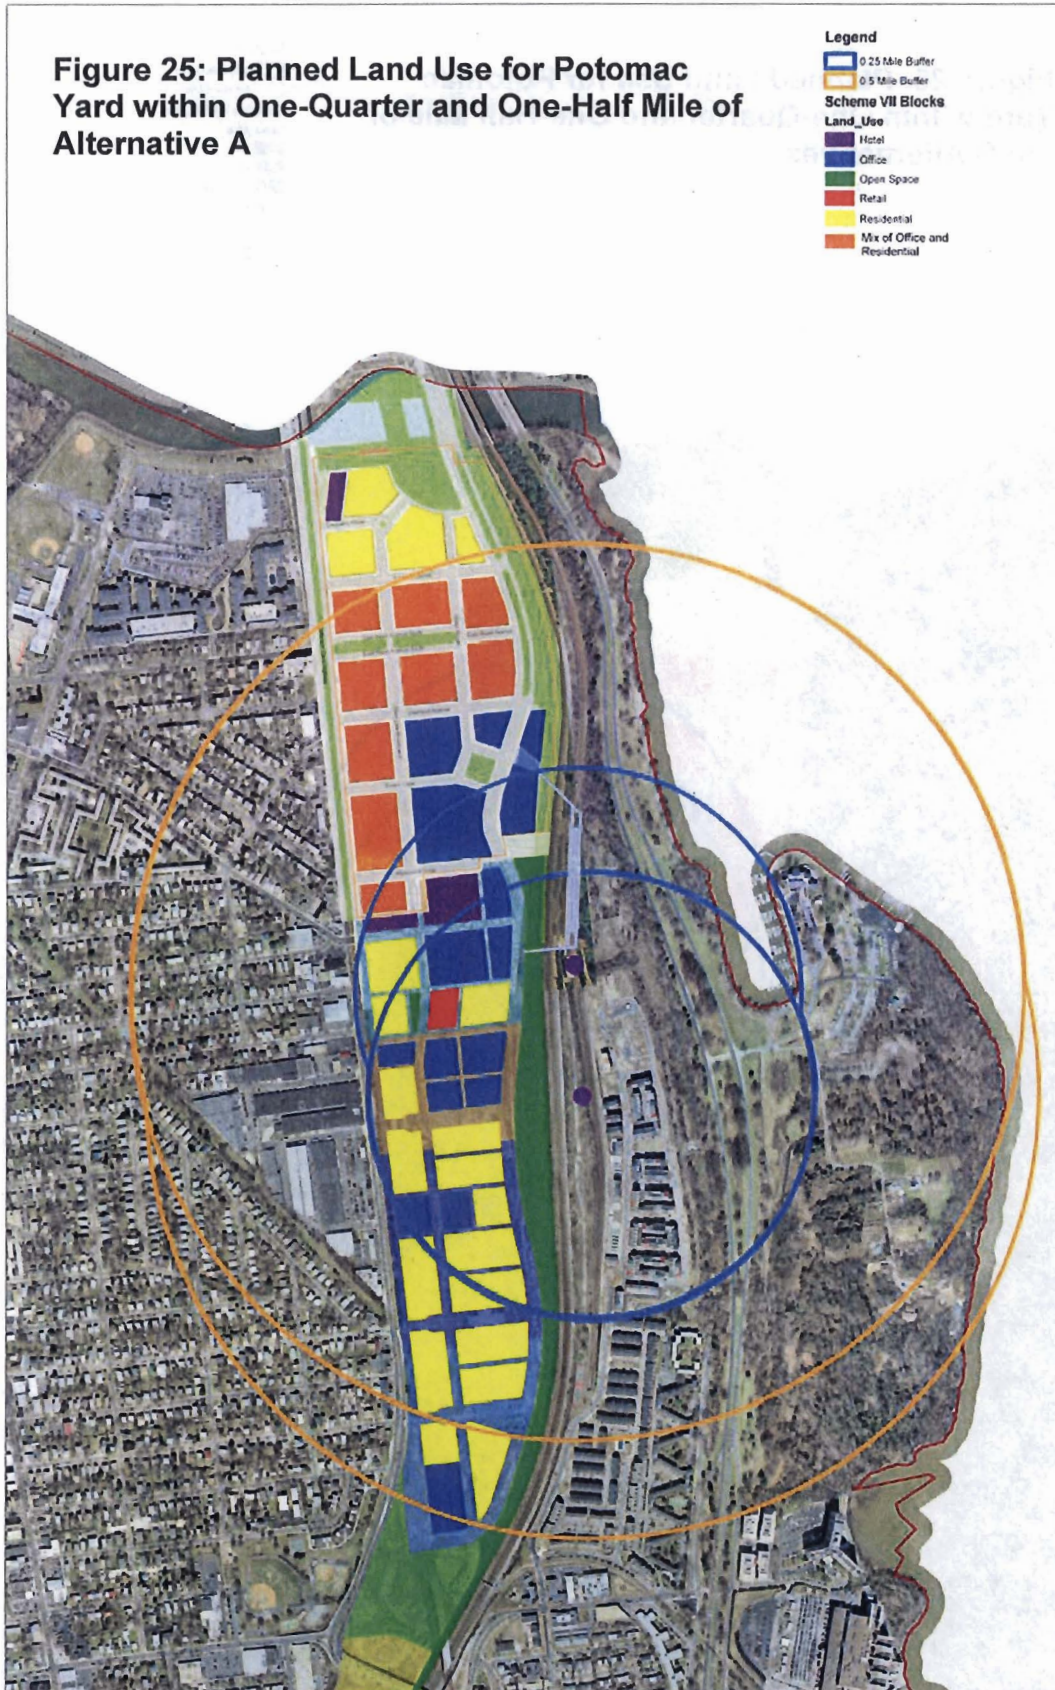 Figure 25: Planned Land Use for Potomac
Yard within One-Quarter and One-Half Mile of
Alternative A
Legend
0.25 Mile Buffer
0.5 Mile Buffer
Scheme VII Blocks
Land_Use
Hotel
Office
Open Space
Retail
Residential
Mix of Office and
Residential